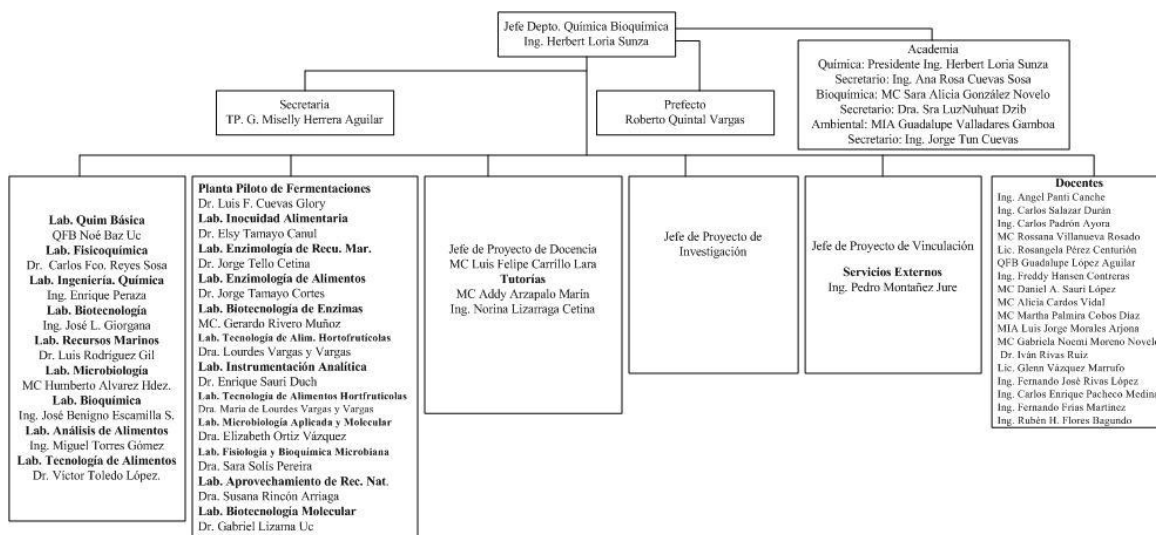 Jefe Depto. Química Bioquímica
Ing. Herbert Loria Sunza
Academia
Química: Presidente Ing. Herbert Loria Sunza
Secretario: Ing. Ana Rosa Cuevas Sosa
Bioquímica: MC Sara Alicia González Novelo
Secretario: Dra. Sra LuzNuhuat Dzib
Ambiental: MIA Guadalupe Valladares Gamboa
Secretario: Ing. Jorge Tun Cuevas
Secretaria
TP. G. Miselly Herrera Aguilar
Prefecto
Roberto Quintal Vargas
Lab. Quim Básica
QFB Noé Baz Uc
Lab. Fisicoquímica
Dr. Carlos Fco. Reyes Sosa
Lab. Ingeniería. Química
Ing. Enrique Peraza
Lab. Biotecnología
Ing. José L. Giorgana
Lab. Recursos Marinos
Dr. Luis Rodríguez Gil
Lab. Microbiología
MC Humberto Alvarez Hdez.
Lab. Bioquímica
Ing. José Benigno Escamilla S.
Lab. Análisis de Alimentos
Ing. Miguel Torres Gómez
Lab. Tecnología de Alimentos
Dr. Víctor Toledo López.
Planta Piloto de Fermentaciones
Dr. Luis F. Cuevas Glory
Lab. Inocuidad Alimentaria
Dr. Elsy Tamayo Canul
Lab. Enzimología de Recu. Mar.
Dr. Jorge Tello Cetina
Lab. Enzimología de Alimentos
Dr. Jorge Tamayo Cortes
Lab. Biotecnología de Enzimas
MC. Gerardo Rivero Muñoz
Lab. Tecnología de Alim. Hortofrutícolas
Dra. Lourdes Vargas y Vargas
Lab. Instrumentación Analítica
Dr. Enrique Sauri Duch
Lab. Tecnología de Alimentos Hortfrutícolas
Dra. María de Lourdes Vargas y Vargas
Lab. Microbiología Aplicada y Molecular
Dra. Elizabeth Ortiz Vázquez
Lab. Fisiología y Bioquímica Microbiana
Dra. Sara Solís Pereira
Lab. Aprovechamiento de Rec. Nat.
Dra. Susana Rincón Arriaga
Lab. Biotecnología Molecular
Dr. Gabriel Lizama Uc
Jefe de Proyecto de Docencia
MC Luis Felipe Carrillo Lara
Tutorías
MC Addy Arzapalo Marín
Ing. Norina Lizarraga Cetina
Jefe de Proyecto de
Investigación
Jefe de Proyecto de Vinculación
Servicios Externos
Ing. Pedro Montañez Jure
Docentes
Ing. Angel Panti Canche
Ing. Carlos Salazar Durán
Ing. Carlos Padrón Ayora
MC Rossana Villanueva Rosado
Lic. Rosangela Pérez Centurión
QFB Guadalupe López Aguilar
Ing. Freddy Hansen Contreras
MC Daniel A. Saurí López
MC Alicia Cardos Vidal
MC Martha Palmira Cobos Díaz
MIA Luis Jorge Morales Arjona
MC Gabriela Noemi Moreno Novelo
Dr. Iván Rivas Ruiz
Lic. Glenn Vázquez Marrufo
Ing. Fernando José Rivas López
Ing. Carlos Enrique Pacheco Medina
Ing. Fernando Frías Martínez
Ing. Rubén H. Flores Bagundo